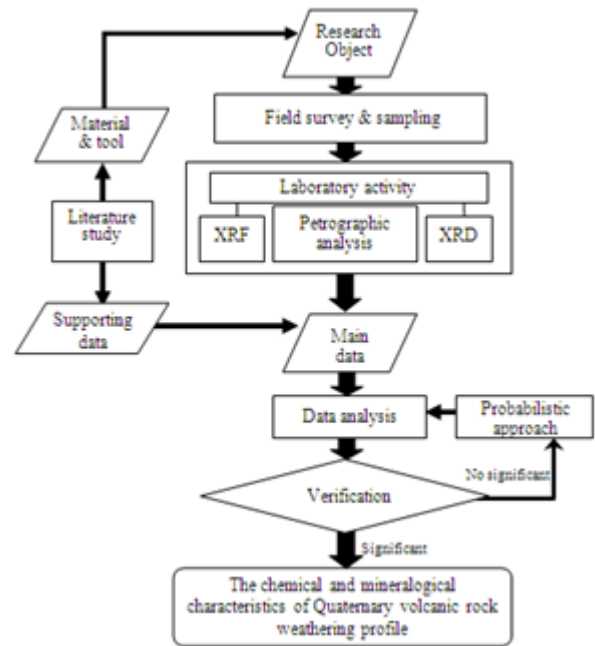 Research
Object
Material
& tool
Field survey & sampling
Laboratory activity
XRF
Petrographic
analysis
XRD
Literature
study
Supporting
data
Main
data
Data analysis
Probabilistic
approach
No significant
Verification
Significant
The chemical and mineralogical
characteristics of Quaternary volcanic rock
weathering profile